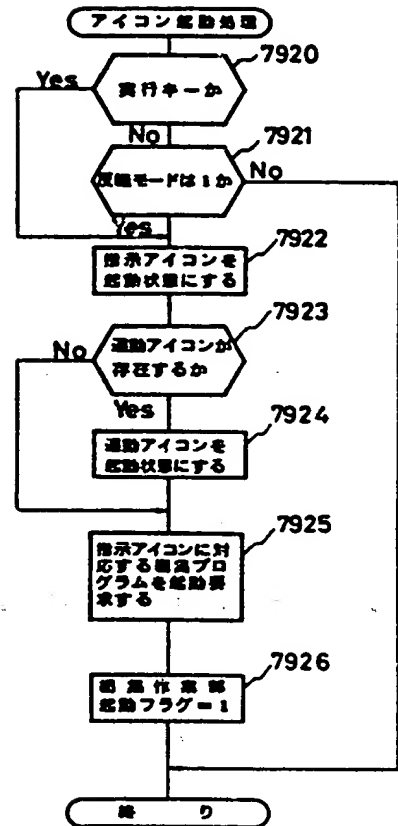 アイコン起動処理
7920
Yes
実行キーか
No
7921
モードは1か
No
Yes
7922
指示アイコンを
起動状態にする
7923
連動アイコンが
存在するか
No
Yes
7924
連動アイコンを
起動状態にする
7925
指示アイコンに対
応する編集プロ
グラムを起動要
求する
7926
編集作業部
起動フラグ=1
終り